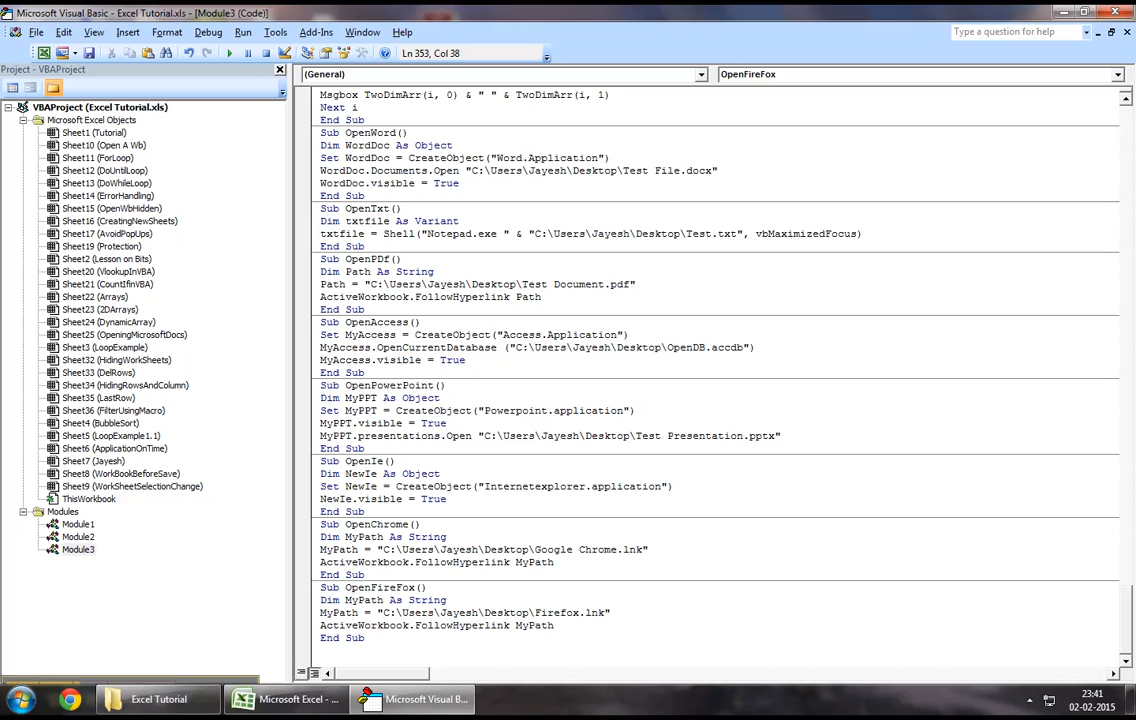 Microsoft Visual Basic - Excel Tutorial.xls - [Module3 (Code)]
File Edit View Insert Format Debug Run Tools Add-Ins Window Help
Type a question for help
Ln 353, Col 38
Project - VBAProject
(General)
OpenFireFox
VBAProject (Excel Tutorial.xls)
Microsoft Excel Objects
Sheet1 (Tutorial)
Sheet10 (Open A Wb)
Sheet11 (ForLoop)
Sheet12 (DoUntilLoop)
Sheet13 (DoWhileLoop)
Sheet14 (ErrorHandling)
Sheet15 (OpenWbHidden)
Sheet16 (CreatingNewSheets)
Sheet17 (AvoidPopUps)
Sheet19 (Protection)
Sheet2 (Lesson on Bits)
Sheet20 (VlookupInVBA)
Sheet21 (CountIfinVBA)
Sheet22 (Arrays)
Sheet23 (2DArrays)
Sheet24 (DynamicArray)
Sheet25 (OpeningMicrosoftDocs)
Sheet3 (LoopExample)
Sheet32 (HidingWorkSheets)
Sheet33 (DelRows)
Sheet34 (HidingRowsAndColumn)
Sheet35 (LastRow)
Sheet36 (FilterUsingMacro)
Sheet4 (BubbleSort)
Sheet5 (LoopExample1.1)
Sheet6 (ApplicationOnTime)
Sheet7 (Jayesh)
Sheet8 (WorkBookBeforeSave)
Sheet9 (WorkSheetSelectionChange)
ThisWorkbook
Modules
Module1
Module2
Module3
Msgbox TwoDimArr(i, 0) & " " & TwoDimArr(i, 1)
Next i
End Sub
Sub OpenWord()
Dim WordDoc As Object
Set WordDoc = CreateObject("Word.Application")
WordDoc.Documents.Open "C:\Users\Jayesh\Desktop\Test File.docx"
WordDoc.visible = True
End Sub
Sub OpenTxt()
Dim txtfile As Variant
txtfile = Shell("Notepad.exe " & "C:\Users\Jayesh\Desktop\Test.txt", vbMaximizedFocus)
End Sub
Sub OpenPDf()
Dim Path As String
Path = "C:\Users\Jayesh\Desktop\Test Document.pdf"
ActiveWorkbook.FollowHyperlink Path
End Sub
Sub OpenAccess()
Set MyAccess = CreateObject("Access.Application")
MyAccess.OpenCurrentDatabase ("C:\Users\Jayesh\Desktop\OpenDB.accdb")
MyAccess.visible = True
End Sub
Sub OpenPowerPoint()
Dim MyPPT As Object
Set MyPPT = CreateObject("Powerpoint.application")
MyPPT.visible = True
MyPPT.presentations.Open "C:\Users\Jayesh\Desktop\Test Presentation.pptx"
End Sub
Sub OpenIe()
Dim NewIe As Object
Set NewIe = CreateObject("Internetexplorer.application")
NewIe.visible = True
End Sub
Sub OpenChrome()
Dim MyPath As String
MyPath = "C:\Users\Jayesh\Desktop\Google Chrome.lnk"
ActiveWorkbook.FollowHyperlink MyPath
End Sub
Sub OpenFireFox()
Dim MyPath As String
MyPath = "C:\Users\Jayesh\Desktop\Firefox.lnk"
ActiveWorkbook.FollowHyperlink MyPath
End Sub
Excel Tutorial
Microsoft Excel - ...
Microsoft Visual B...
23:41
02-02-2015